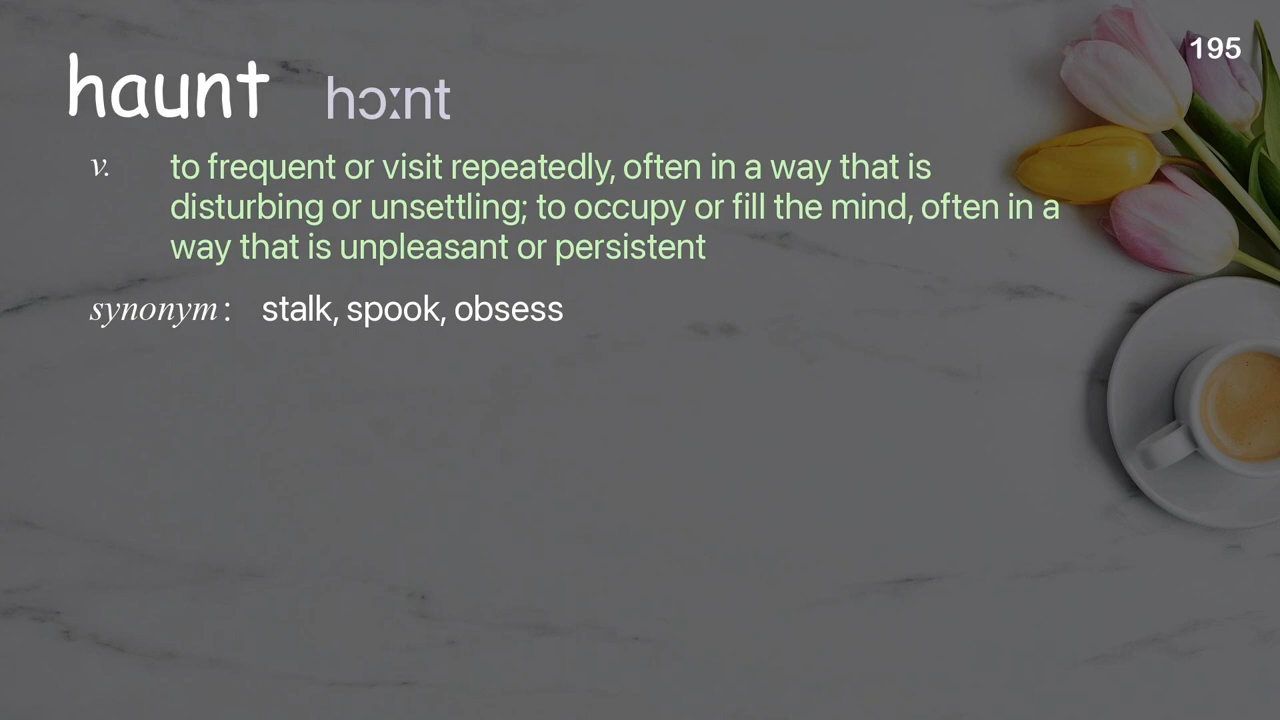 195
haunt hɔːnt
v. to frequent or visit repeatedly, often in a way that is
disturbing or unsettling; to occupy or fill the mind, often in a
way that is unpleasant or persistent
synonym: stalk, spook, obsess